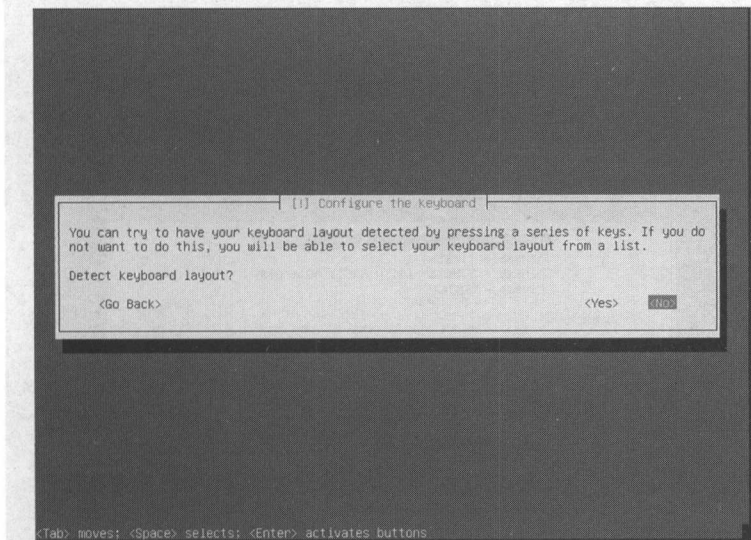 [!] Configure the keyboard
You can try to have your keyboard layout detected by pressing a series of keys. If you do
not want to do this, you will be able to select your keyboard layout from a list.
Detect keyboard layout?
<Go Back> <Yes> <No>
<Tab> moves; <Space> selects; <Enter> activates buttons